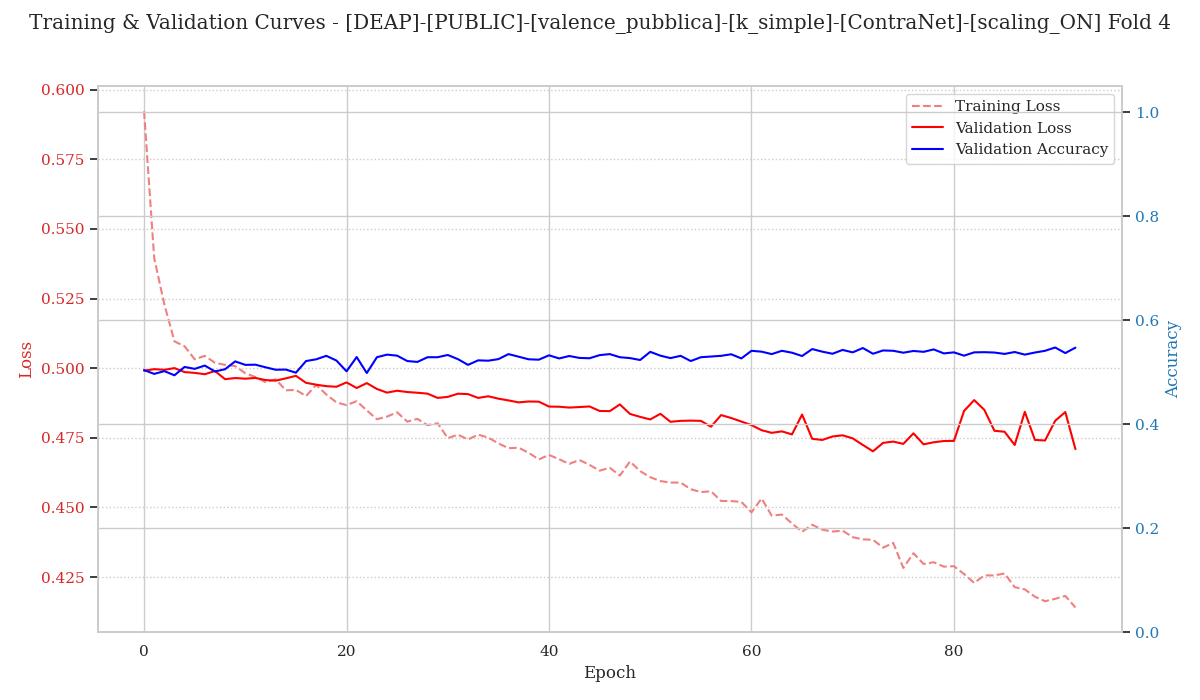 Training & Validation Curves - [DEAP]-[PUBLIC]-[valence_pubblica]-[k_simple]-[ContraNet]-[scaling_ON] Fold 4
Training Loss
Validation Loss
Validation Accuracy
0.600
0.575
0.550
0.525
0.500
0.475
0.450
0.425
Loss
1.0
0.8
0.6
0.4
0.2
0.0
Accuracy
0
20
40
60
80
Epoch